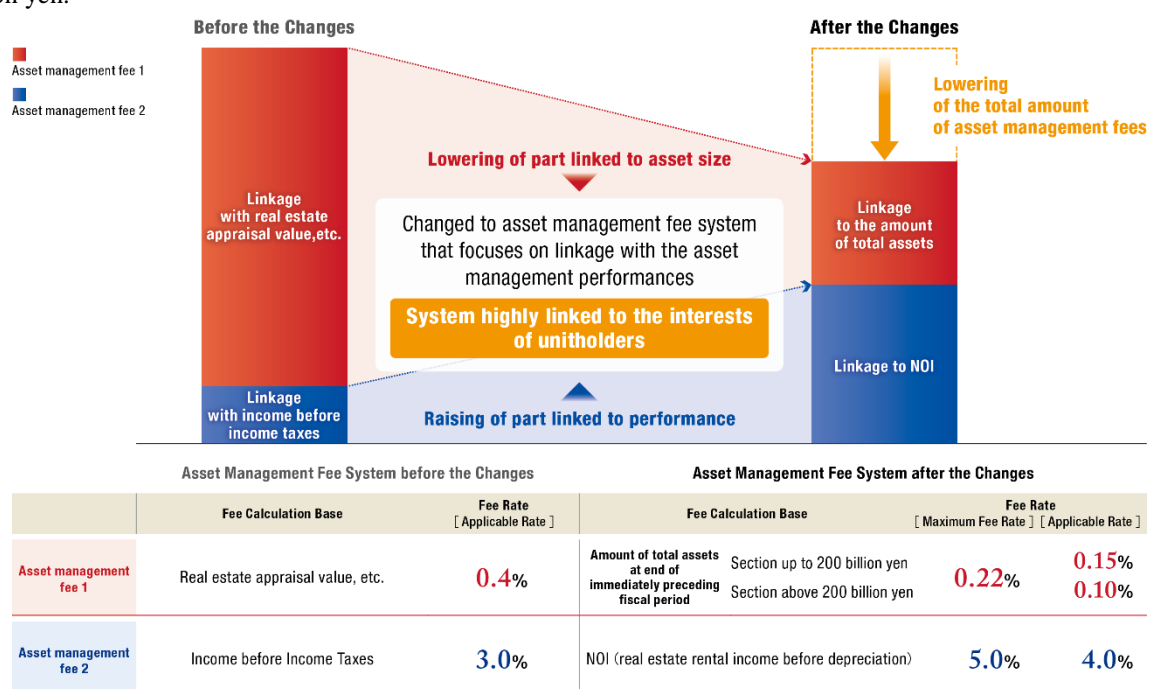 on yen.
Before the Changes
After the Changes
Asset management fee 1
Asset management fee 2
Lowering
of the total amount
of asset management fees
Lowering of part linked to asset size
Linkage
with real estate
appraisal value,etc.
Linkage
to the amount
of total assets
Changed to asset management fee system
that focuses on linkage with the asset
management performances
System highly linked to the interests
of unitholders
Linkage to NOI
Linkage
with income before
income taxes
Raising of part linked to performance
Asset Management Fee System before the Changes
Asset Management Fee System after the Changes
Fee Calculation Base
Fee Rate
[ Applicable Rate ]
Fee Calculation Base
Fee Rate
[ Maximum Fee Rate ] [ Applicable Rate ]
Asset management
fee 1
Real estate appraisal value, etc.
0.4%
Amount of total assets
at end of
immediately preceding
fiscal period
Section up to 200 billion yen
Section above 200 billion yen
0.22%
0.15%
0.10%
Asset management
fee 2
Income before Income Taxes
3.0%
NOI (real estate rental income before depreciation)
5.0%
4.0%